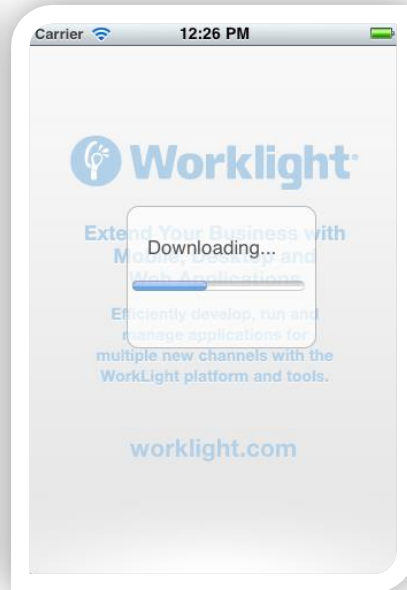 Carrier 12:26 PM
Worklight
Extend Your Business with
Mobile, Desktop and
Web Applications
Downloading...
Efficiently develop, run and
manage applications for
multiple new channels with the
WorkLight platform and tools.
worklight.com